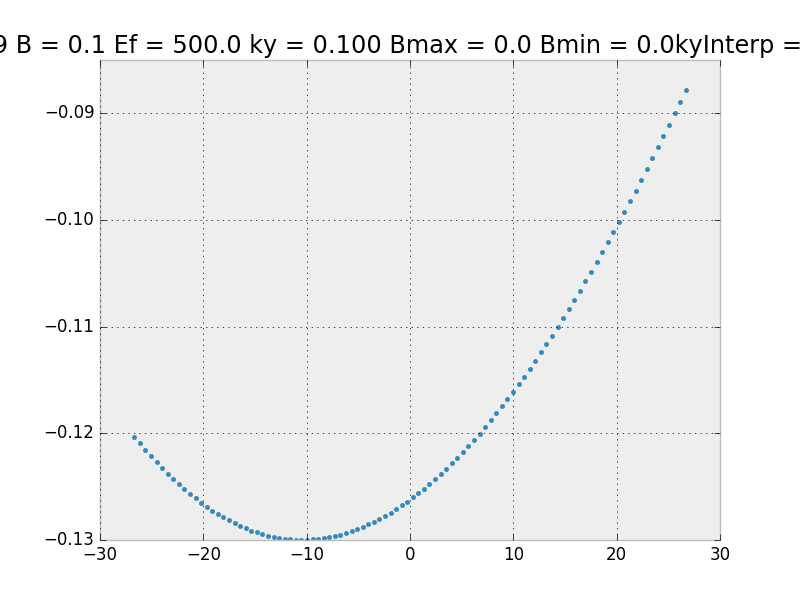 9 B = 0.1 Ef = 500.0 ky = 0.100 Bmax = 0.0 Bmin = 0.0kyInterp =
−0.09
−0.10
−0.11
−0.12
−0.13
−30 −20 −10 0 10 20 30